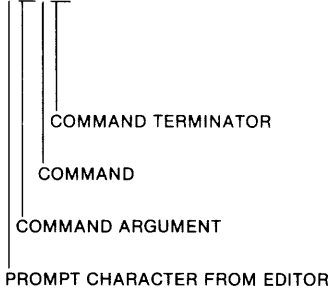 COMMAND TERMINATOR
COMMAND
COMMAND ARGUMENT
PROMPT CHARACTER FROM EDITOR